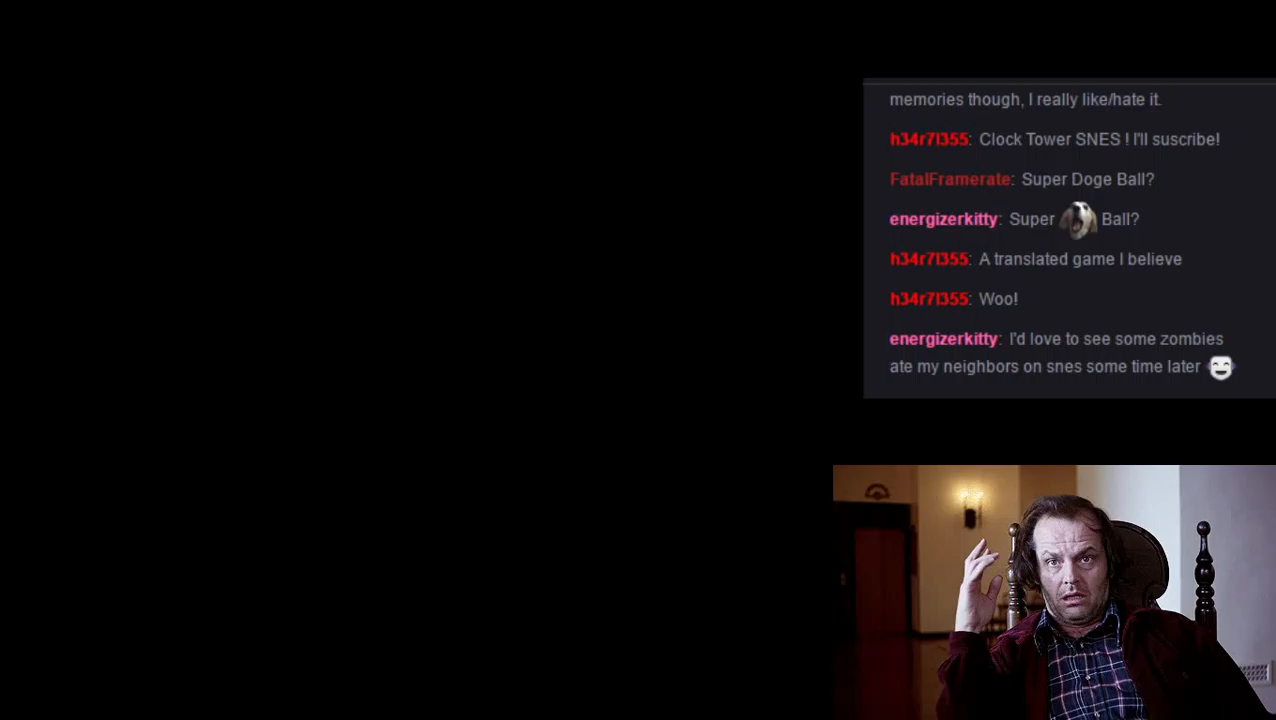 memories though, I really like/hate it.
h34r7l355: Clock Tower SNES ! I'll suscribe!
FatalFramerate: Super Doge Ball?
energizerkitty: Super Ball?
h34r7l355: A translated game I believe
h34r7l355: Woo!
energizerkitty: I'd love to see some zombies
ate my neighbors on snes some time later